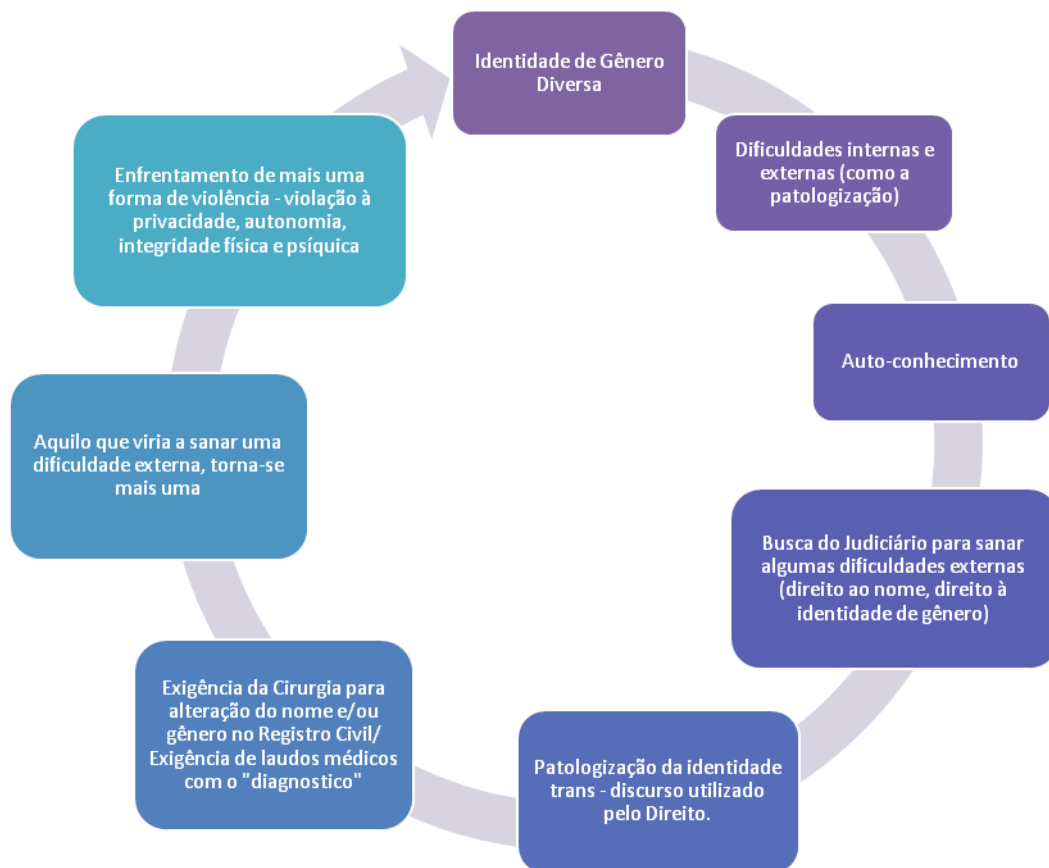 Identidade de Gênero
Diversa
Dificuldades internas e
externas (como a
patologização)
Auto-conhecimento
Busca do Judiciário para sanar
algumas dificuldades externas
(direito ao nome, direito à
identidade de gênero)
Patologização da identidade
trans - discurso utilizado
pelo Direito.
Exigência da Cirurgia para
alteração do nome e/ou
gênero no Registro Civil/
Exigência de laudos médicos
com o "diagnostico"
Aquilo que viria a sanar uma
dificuldade externa, torna-se
mais uma
Enfrentamento de mais uma
forma de violência - violação à
privacidade, autonomia,
integridade física e psíquica